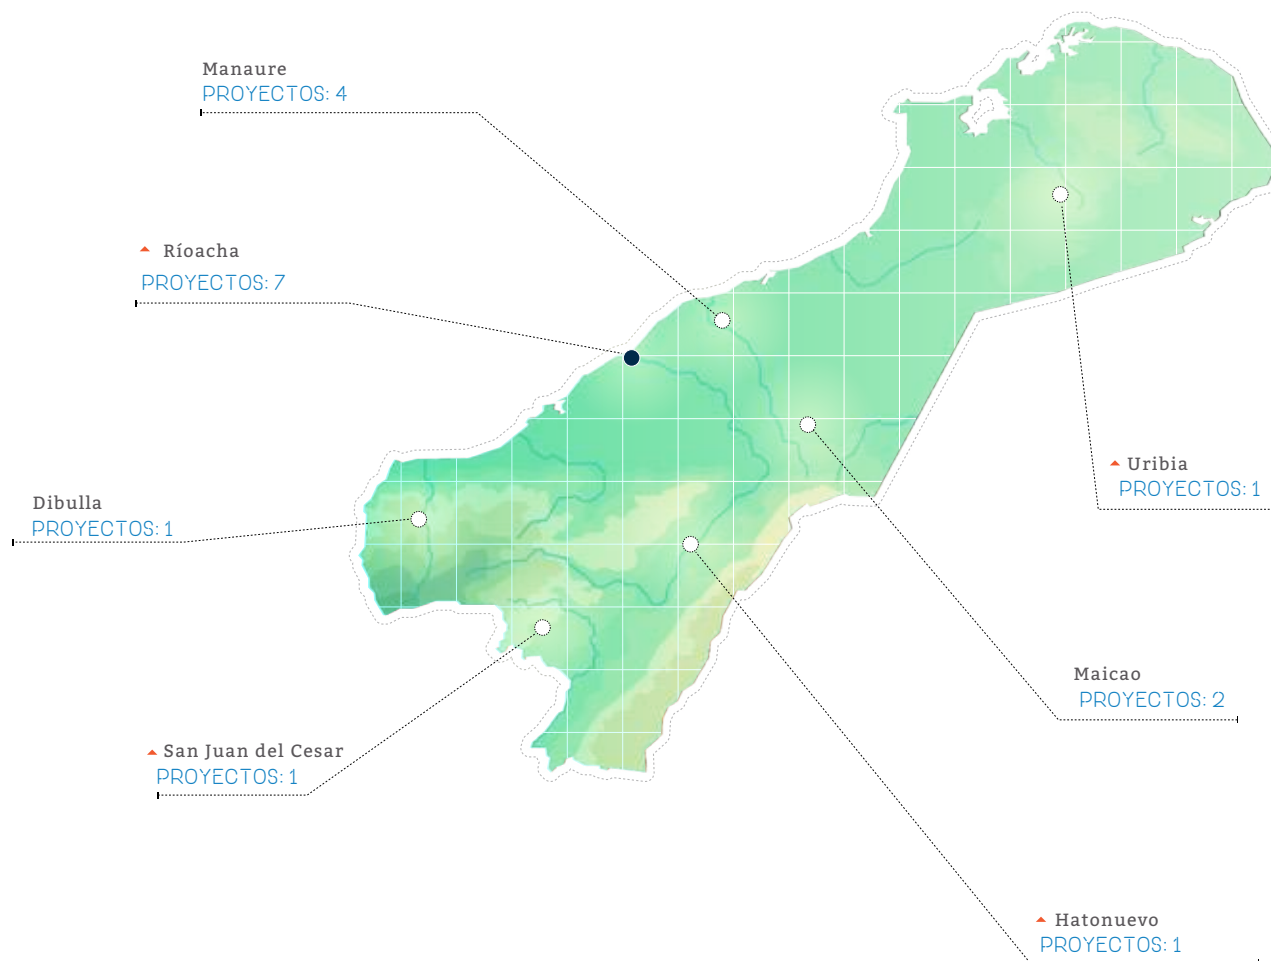 Manaure
PROYECTOS: 4
Ríoacha
PROYECTOS: 7
Uribia
PROYECTOS: 1
Dibulla
PROYECTOS: 1
Maicao
PROYECTOS: 2
San Juan del Cesar
PROYECTOS: 1
Hatonuevo
PROYECTOS: 1